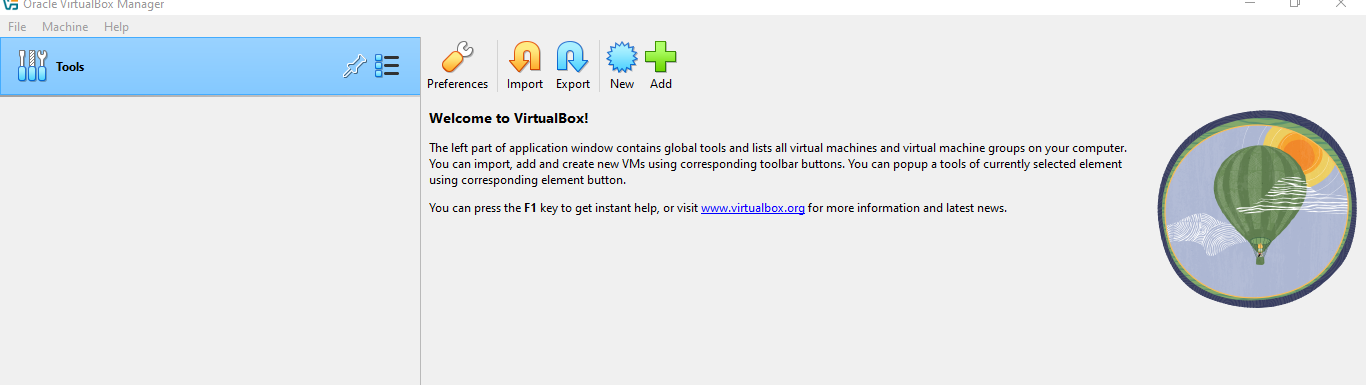 Oracle VirtualBox Manager
File Machine Help
Tools
Preferences Import Export New Add
Welcome to VirtualBox!
The left part of application window contains global tools and lists all virtual machines and virtual machine groups on your computer.
You can import, add and create new VMs using corresponding toolbar buttons. You can popup a tools of currently selected element
using corresponding element button.
You can press the F1 key to get instant help, or visit www.virtualbox.org for more information and latest news.